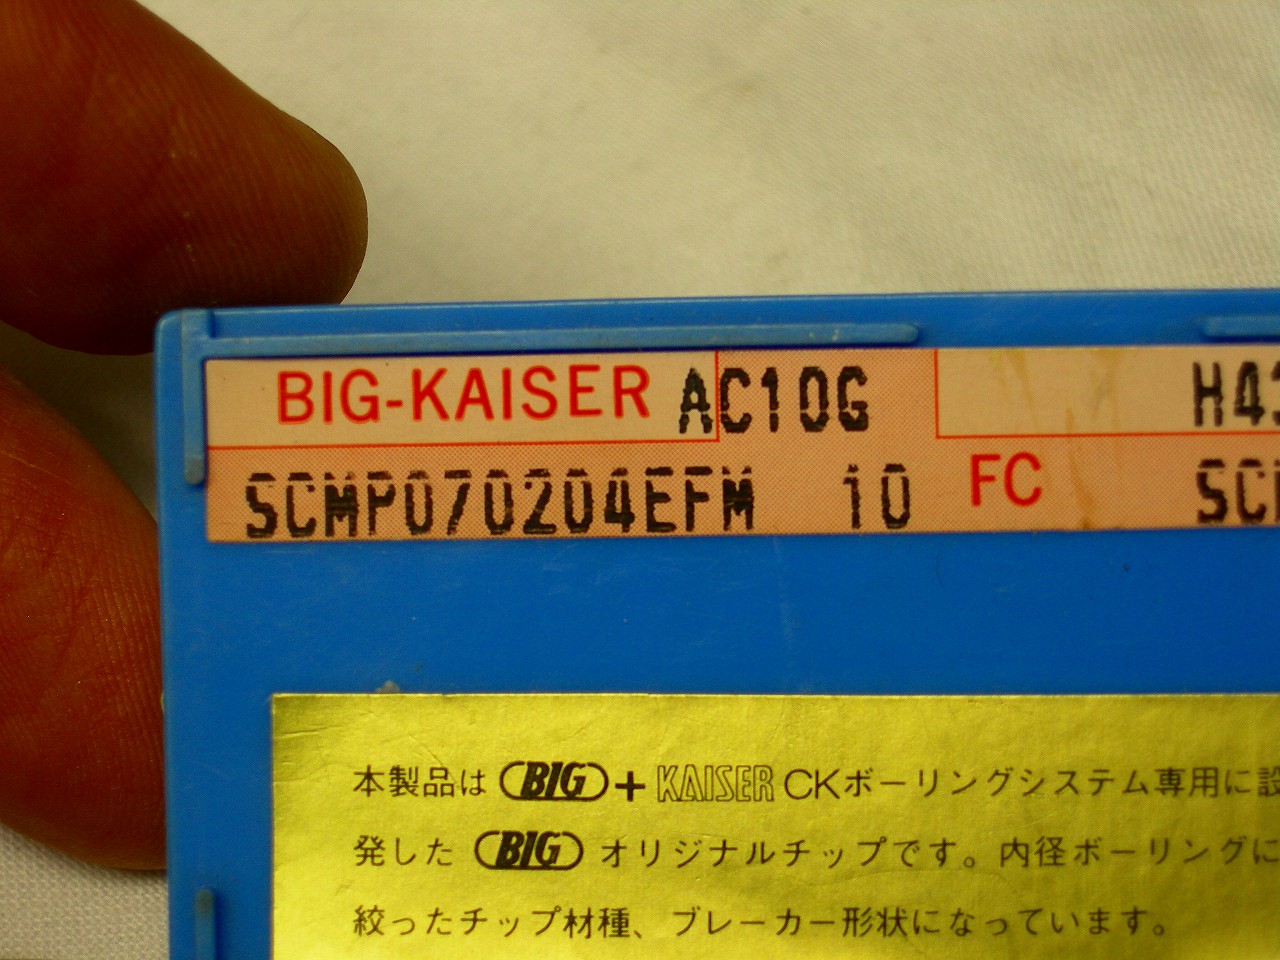 BIG-KAISER AC10G H43
SCMP070204EFM 10 FC SC
本製品は BIG + KAISER CKボーリングシステム専用に設
発した BIG オリジナルチップです。内径ボーリングに
絞ったチップ材種、ブレーカー形状になっています。